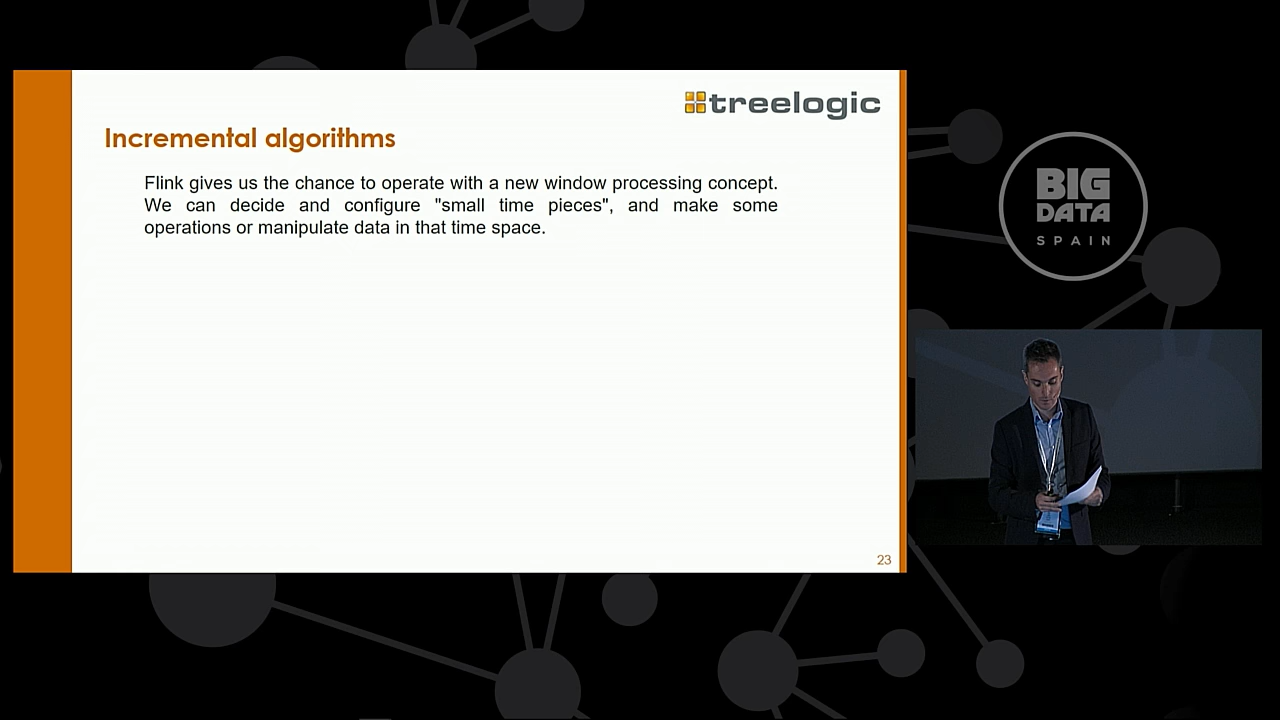 treelogic
Incremental algorithms
Flink gives us the chance to operate with a new window processing concept.
We can decide and configure "small time pieces", and make some
operations or manipulate data in that time space.
23
BIG
DATA
SPAIN